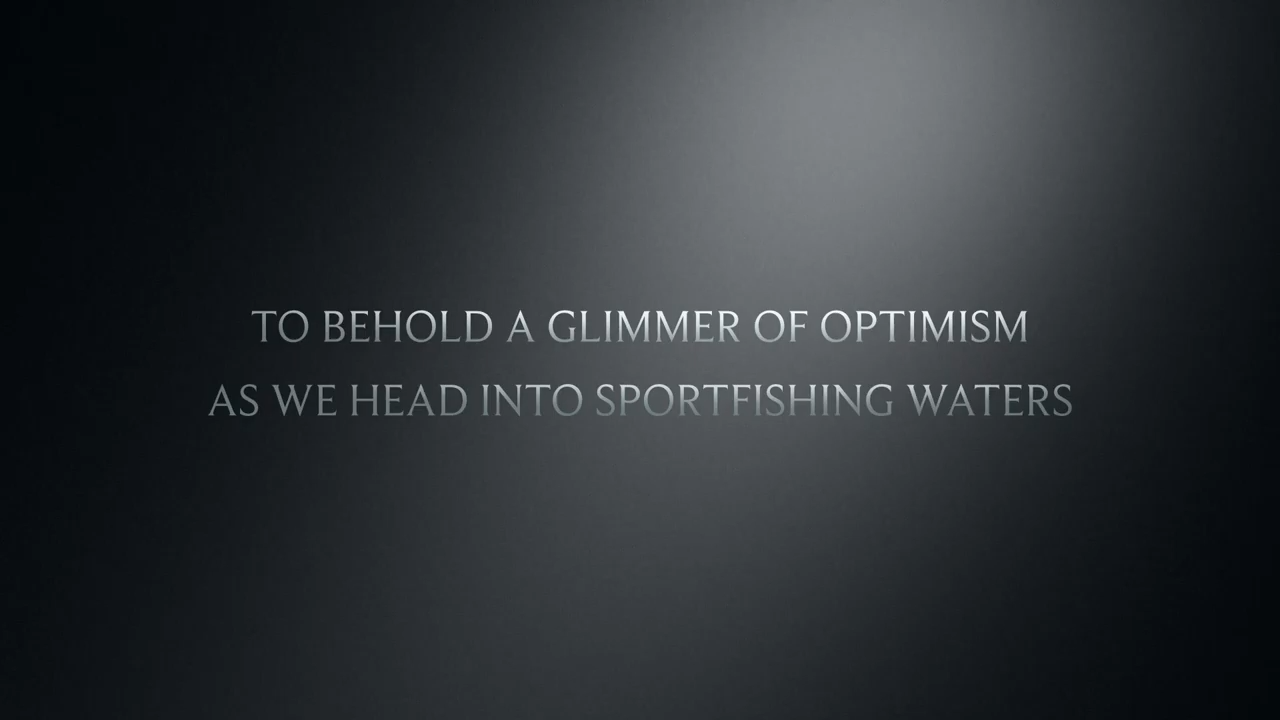 TO BEHOLD A GLIMMER OF OPTIMISM
AS WE HEAD INTO SPORTFISHING WATERS